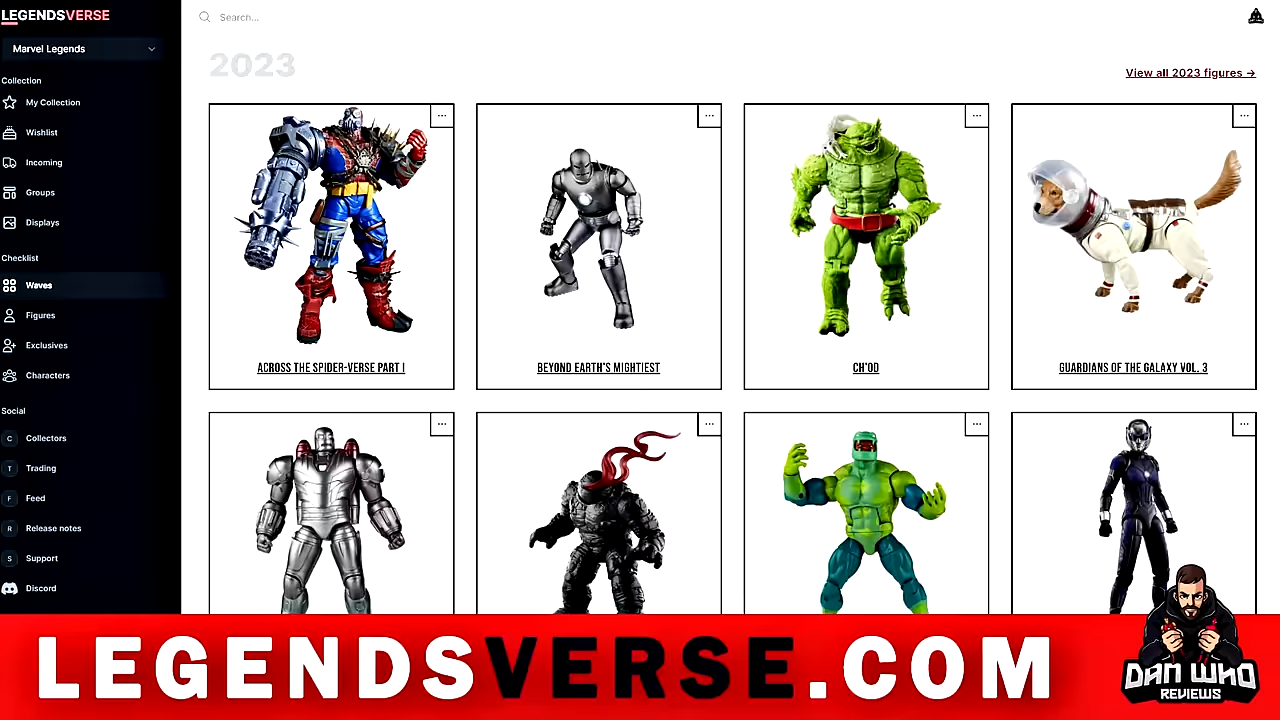 LEGENDSVERSE
Search...
Marvel Legends
Collection
My Collection
Wishlist
Incoming
Groups
Displays
Checklist
Waves
Figures
Exclusives
Characters
Social
C Collectors
T Trading
F Feed
R Release notes
S Support
Discord
2023
View all 2023 figures →
ACROSS THE SPIDER-VERSE PART I
BEYOND EARTH'S MIGHTIEST
CH'OD
GUARDIANS OF THE GALAXY VOL. 3
LEGENDSVERSE.COM
DAN WHO
REVIEWS